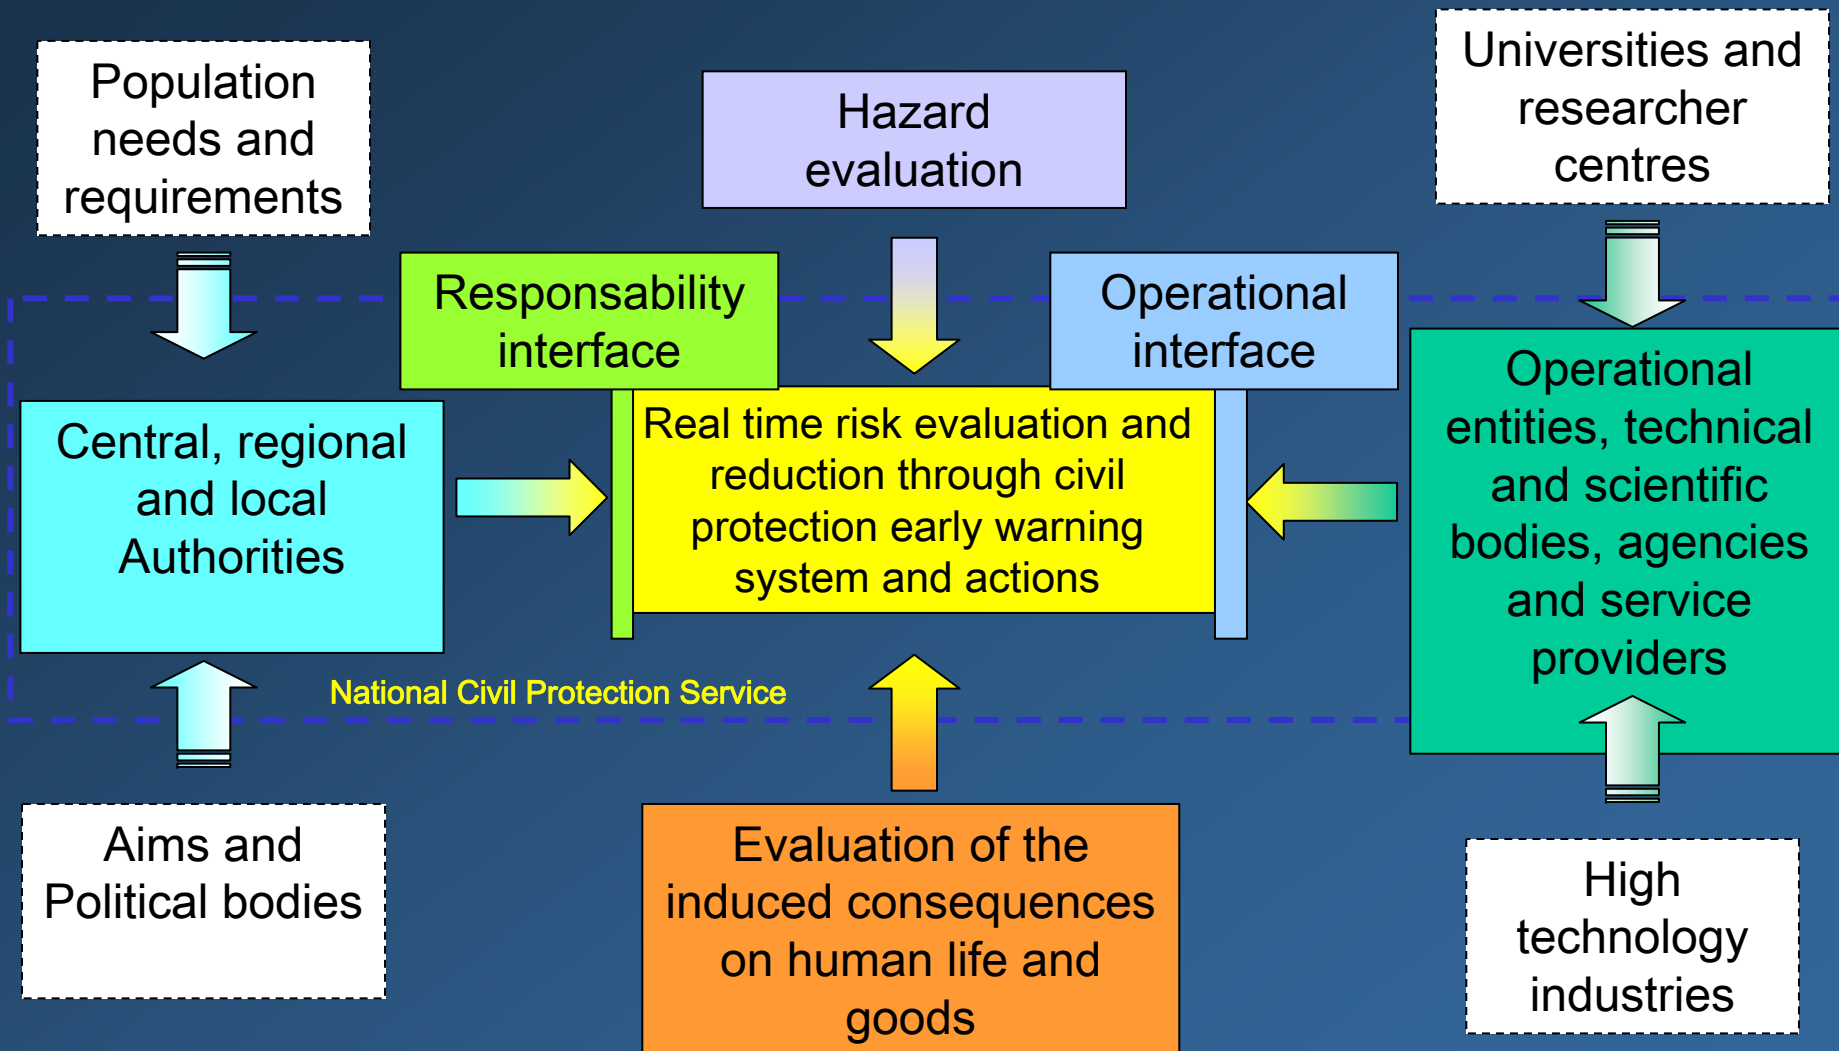 Population
needs and
requirements
Hazard
evaluation
Universities and
researcher
centres
Responsability
interface
Operational
interface
Central, regional
and local
Authorities
Real time risk evaluation and
reduction through civil
protection early warning
system and actions
Operational
entities, technical
and scientific
bodies, agencies
and service
providers
National Civil Protection Service
Aims and
Political bodies
Evaluation of the
induced consequences
on human life and
goods
High
technology
industries